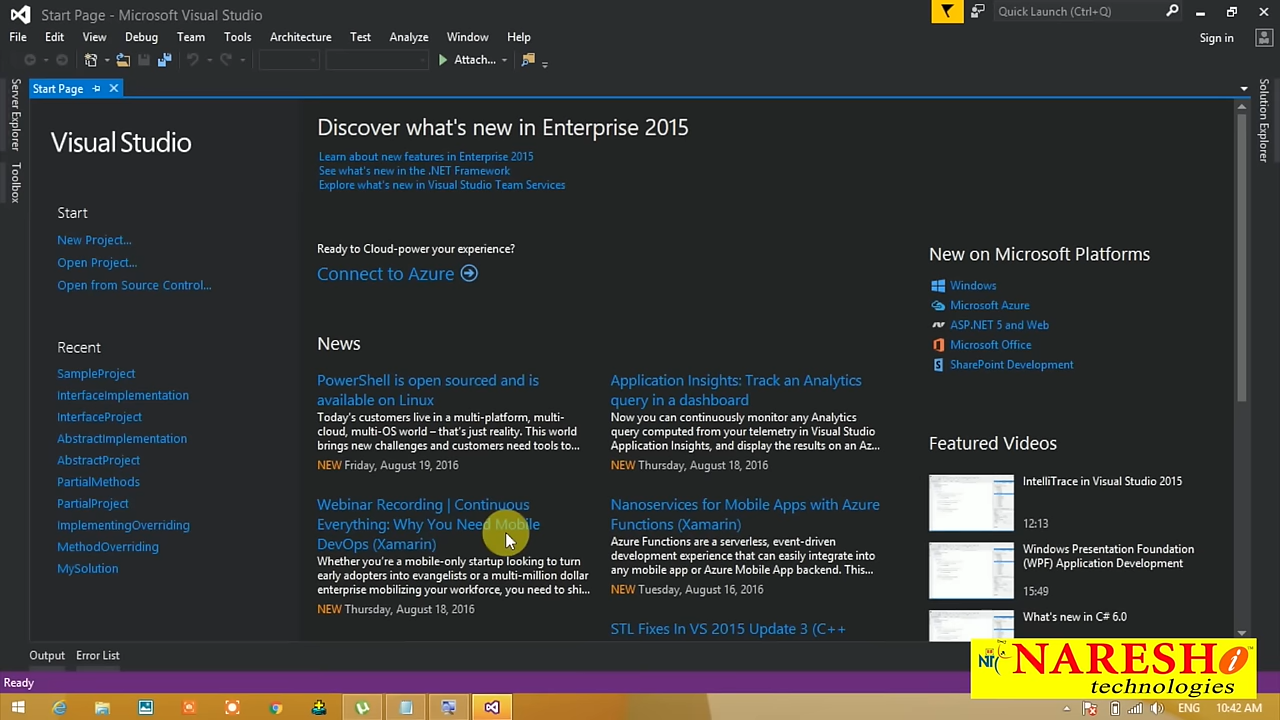 Start Page - Microsoft Visual Studio
Quick Launch (Ctrl+Q)
File Edit View Debug Team Tools Architecture Test Analyze Window Help
Sign in
Attach...
Start Page
Server Explorer
Toolbox
Solution Explorer
Visual Studio
Start
New Project...
Open Project...
Open from Source Control...
Recent
SampleProject
InterfaceImplementation
InterfaceProject
AbstractImplementation
AbstractProject
PartialMethods
PartialProject
ImplementingOverriding
MethodOverriding
MySolution
Discover what's new in Enterprise 2015
Learn about new features in Enterprise 2015
See what's new in the .NET Framework
Explore what's new in Visual Studio Team Services
Ready to Cloud-power your experience?
Connect to Azure
News
PowerShell is open sourced and is
available on Linux
Today's customers live in a multi-platform, multi-
cloud, multi-OS world – that's just reality. This world
brings new challenges and customers need tools to...
NEW Friday, August 19, 2016
Webinar Recording | Continuous
Everything: Why You Need Mobile
DevOps (Xamarin)
Whether you're a mobile-only startup looking to turn
early adopters into evangelists or a multi-million dollar
enterprise mobilizing your workforce, you need to shi...
NEW Thursday, August 18, 2016
Application Insights: Track an Analytics
query in a dashboard
Now you can continuously monitor any Analytics
query computed from your telemetry in Visual Studio
Application Insights, and display the results on an Az...
NEW Thursday, August 18, 2016
Nanoservices for Mobile Apps with Azure
Functions (Xamarin)
Azure Functions are a serverless, event-driven
development experience that can easily integrate into
any mobile app or Azure Mobile App backend. This...
NEW Tuesday, August 16, 2016
STL Fixes In VS 2015 Update 3 (C++
New on Microsoft Platforms
Windows
Microsoft Azure
ASP.NET 5 and Web
Microsoft Office
SharePoint Development
Featured Videos
IntelliTrace in Visual Studio 2015
12:13
Windows Presentation Foundation
(WPF) Application Development
15:49
What's new in C# 6.0
Output Error List
Ready
NARESH i
technologies
ENG 10:42 AM